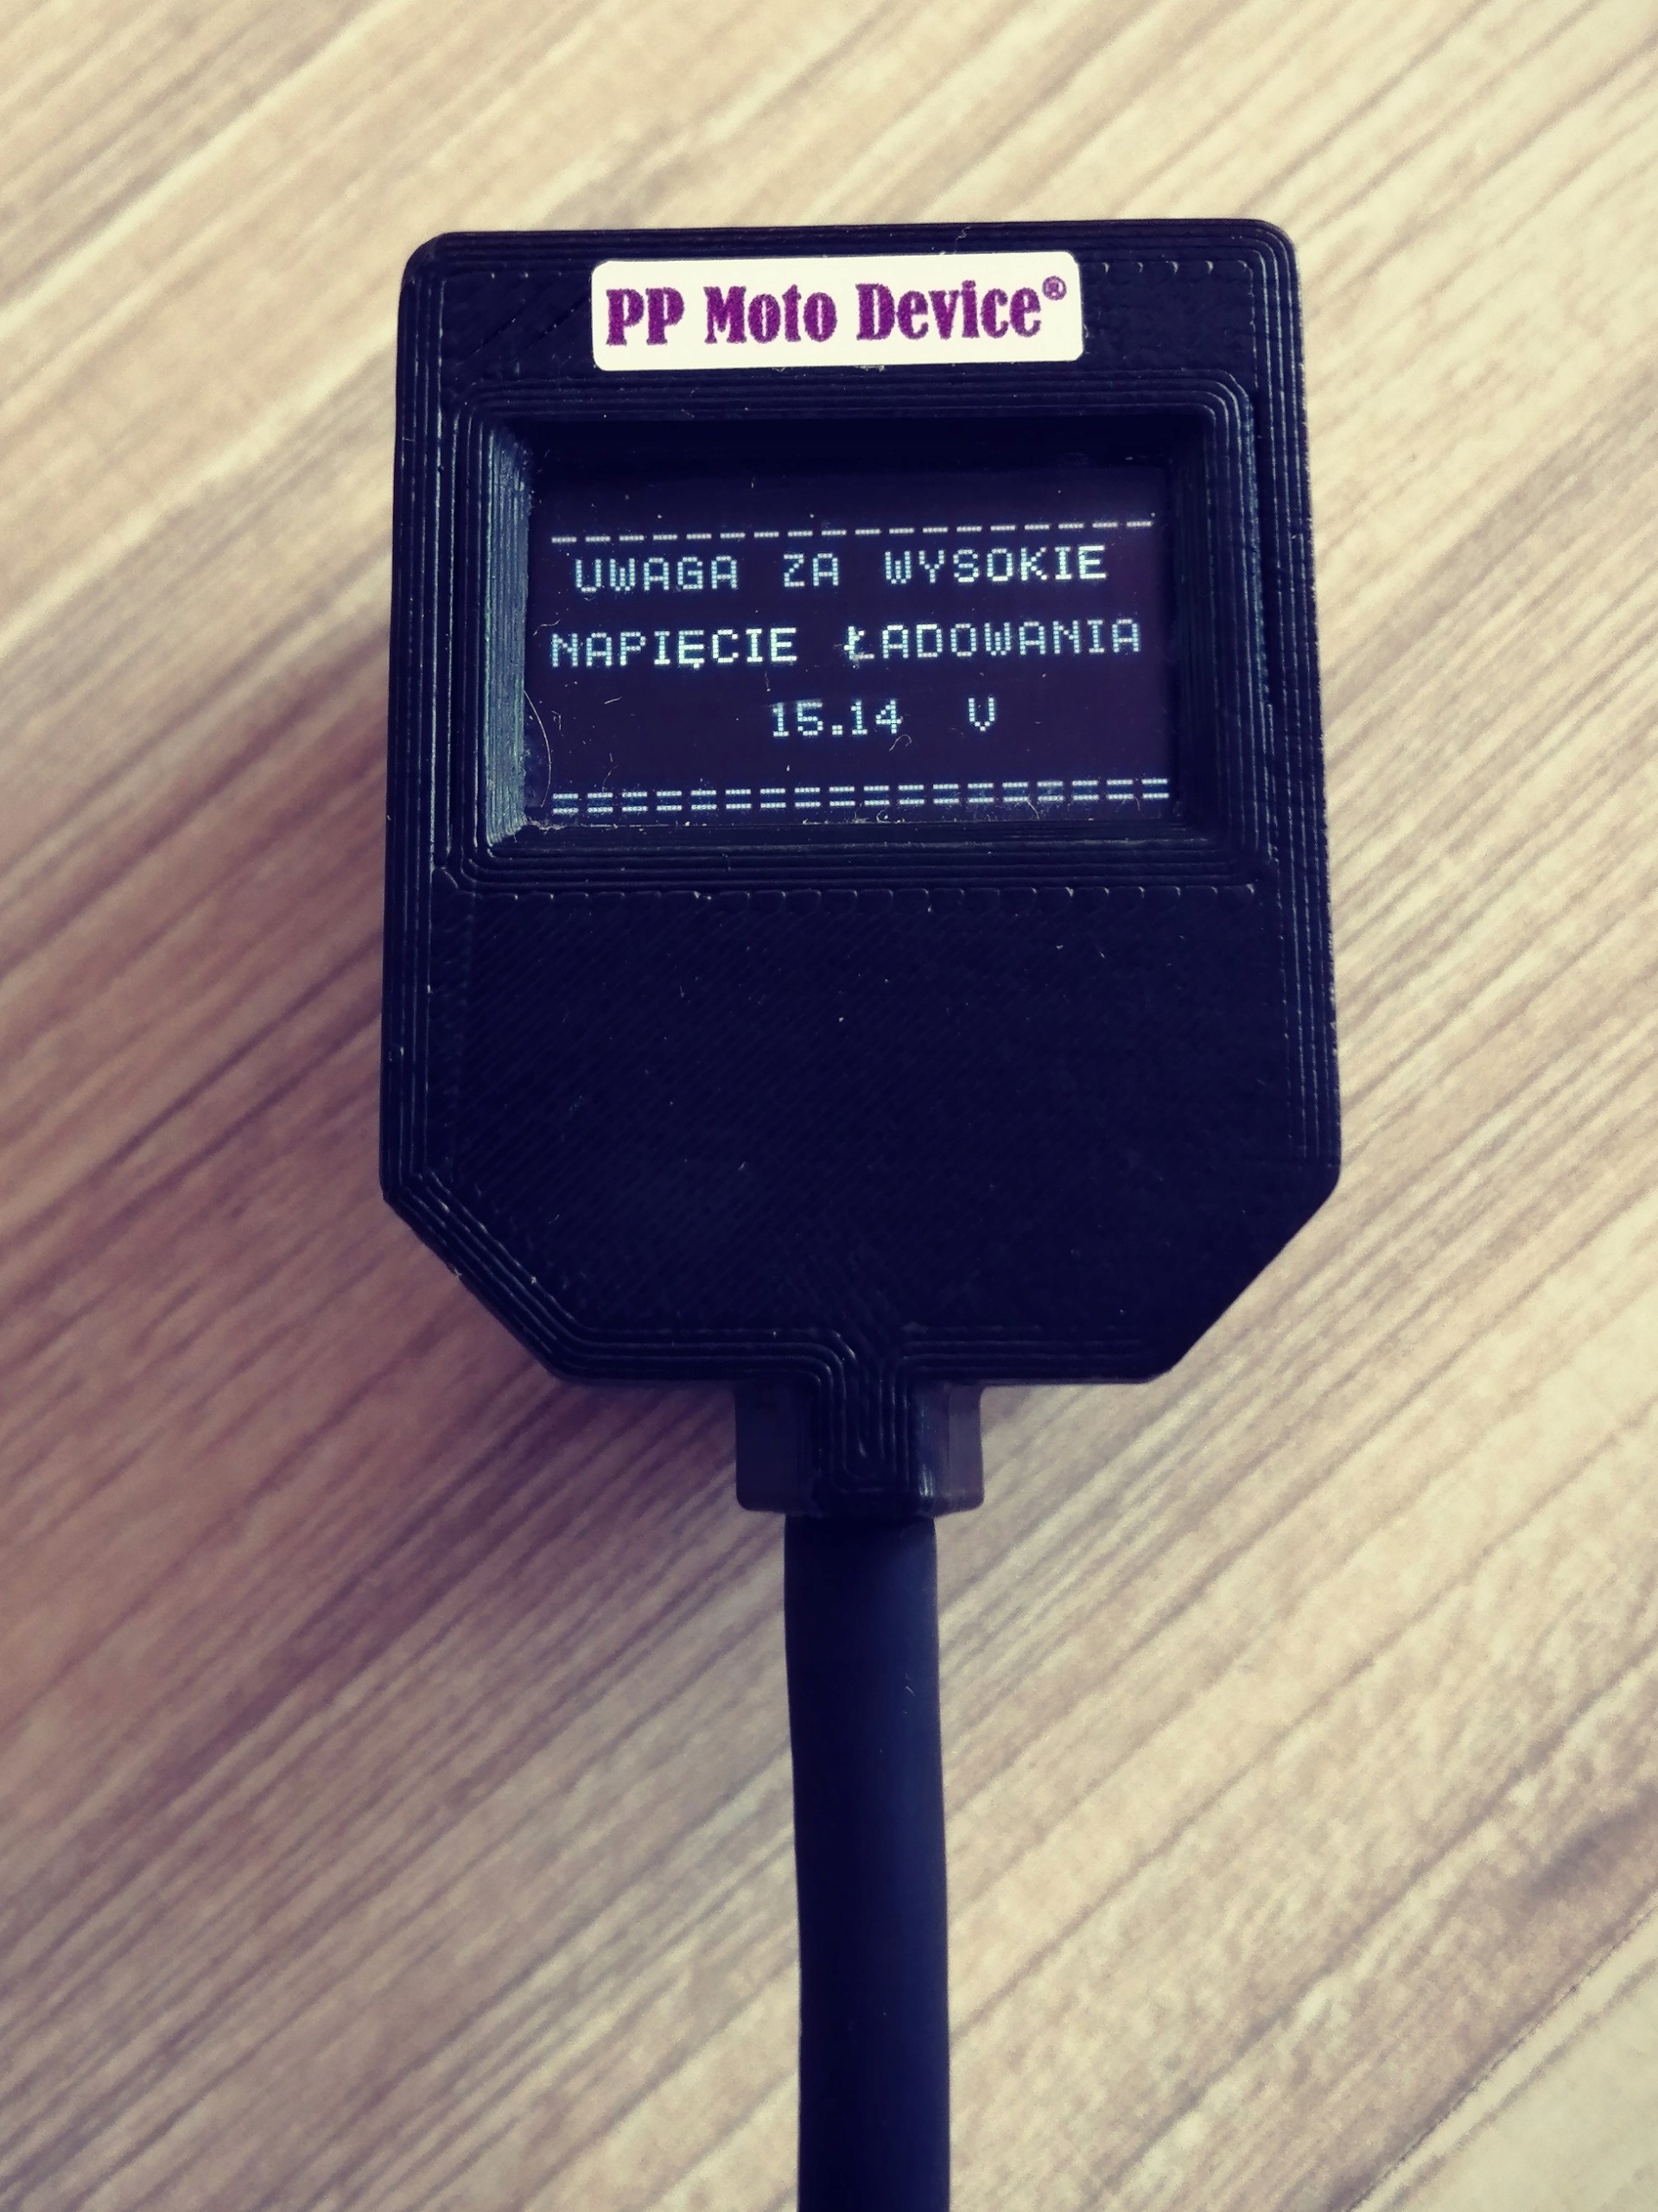 PP Moto Device®
------------------
UWAGA ZA WYSOKIE
NAPIĘCIE ŁADOWANIA
15.14 V
==================